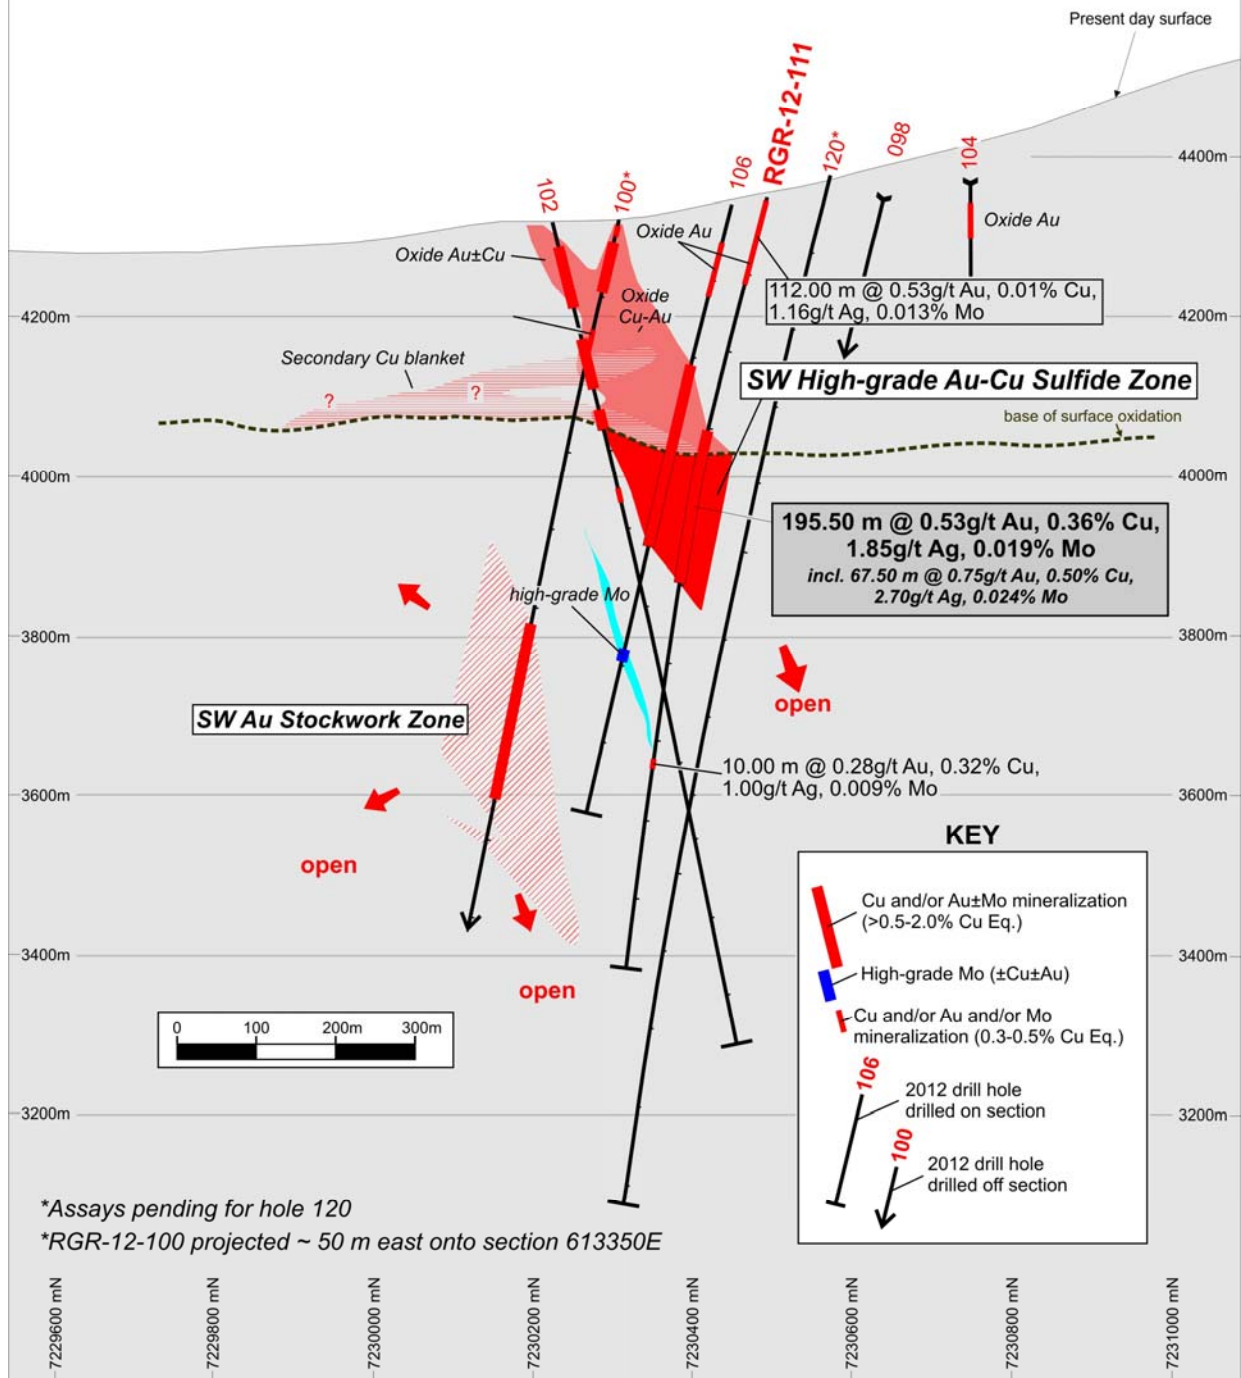 Present day surface
102
100*
106
RGR-12-111
120*
098
104
4400m
Oxide Au
Oxide Au±Cu
Oxide Au
Oxide
Cu-Au
112.00 m @ 0.53g/t Au, 0.01% Cu,
1.16g/t Ag, 0.013% Mo
4200m
4200m
Secondary Cu blanket
?
?
SW High-grade Au-Cu Sulfide Zone
base of surface oxidation
4000m
4000m
195.50 m @ 0.53g/t Au, 0.36% Cu,
1.85g/t Ag, 0.019% Mo
incl. 67.50 m @ 0.75g/t Au, 0.50% Cu,
2.70g/t Ag, 0.024% Mo
high-grade Mo
3800m
3800m
open
SW Au Stockwork Zone
10.00 m @ 0.28g/t Au, 0.32% Cu,
1.00g/t Ag, 0.009% Mo
3600m
3600m
open
open
3400m
3400m
0 100 200 300m
3200m
3200m
KEY
Cu and/or Au±Mo mineralization
(>0.5-2.0% Cu Eq.)
High-grade Mo (±Cu±Au)
Cu and/or Au and/or Mo
mineralization (0.3-0.5% Cu Eq.)
106
2012 drill hole
drilled on section
100
2012 drill hole
drilled off section
*Assays pending for hole 120
*RGR-12-100 projected ~ 50 m east onto section 613350E
7229600 mN
7229800 mN
7230000 mN
7230200 mN
7230400 mN
7230600 mN
7230800 mN
7231000 mN